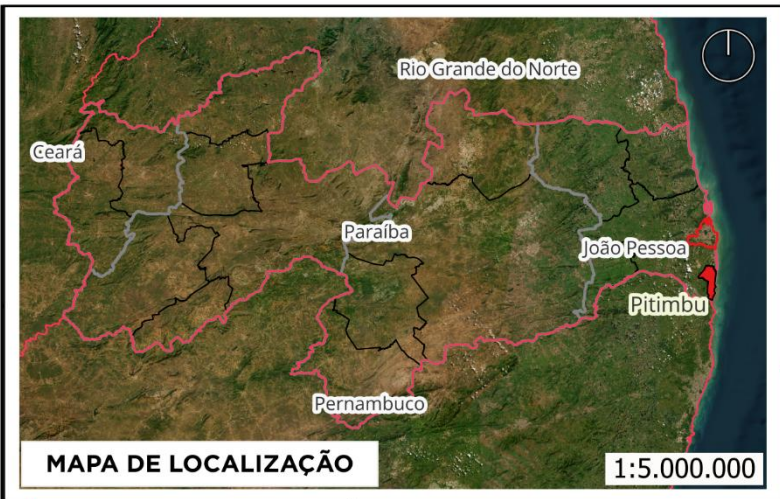 Rio Grande do Norte
Ceará
Paraíba
João Pessoa
Pitimbu
Pernambuco
MAPA DE LOCALIZAÇÃO
1:5.000.000